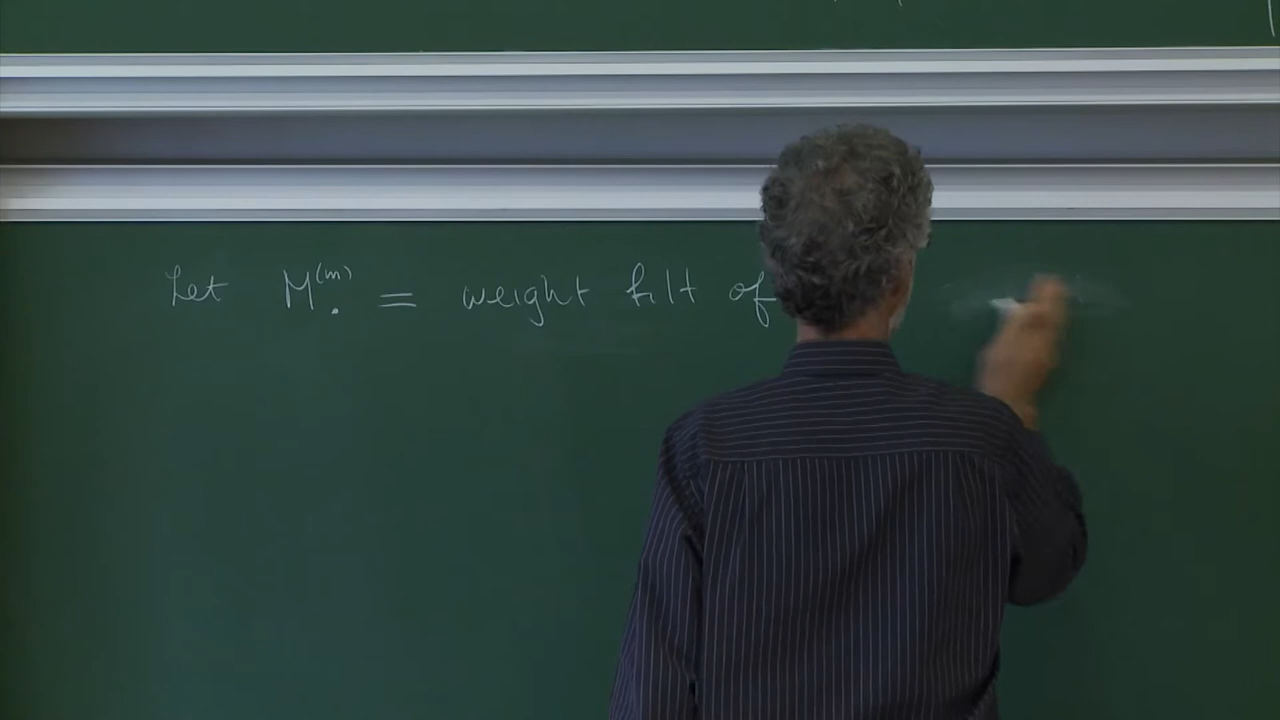 Let M.⁽ᵐ⁾ = weight filt of